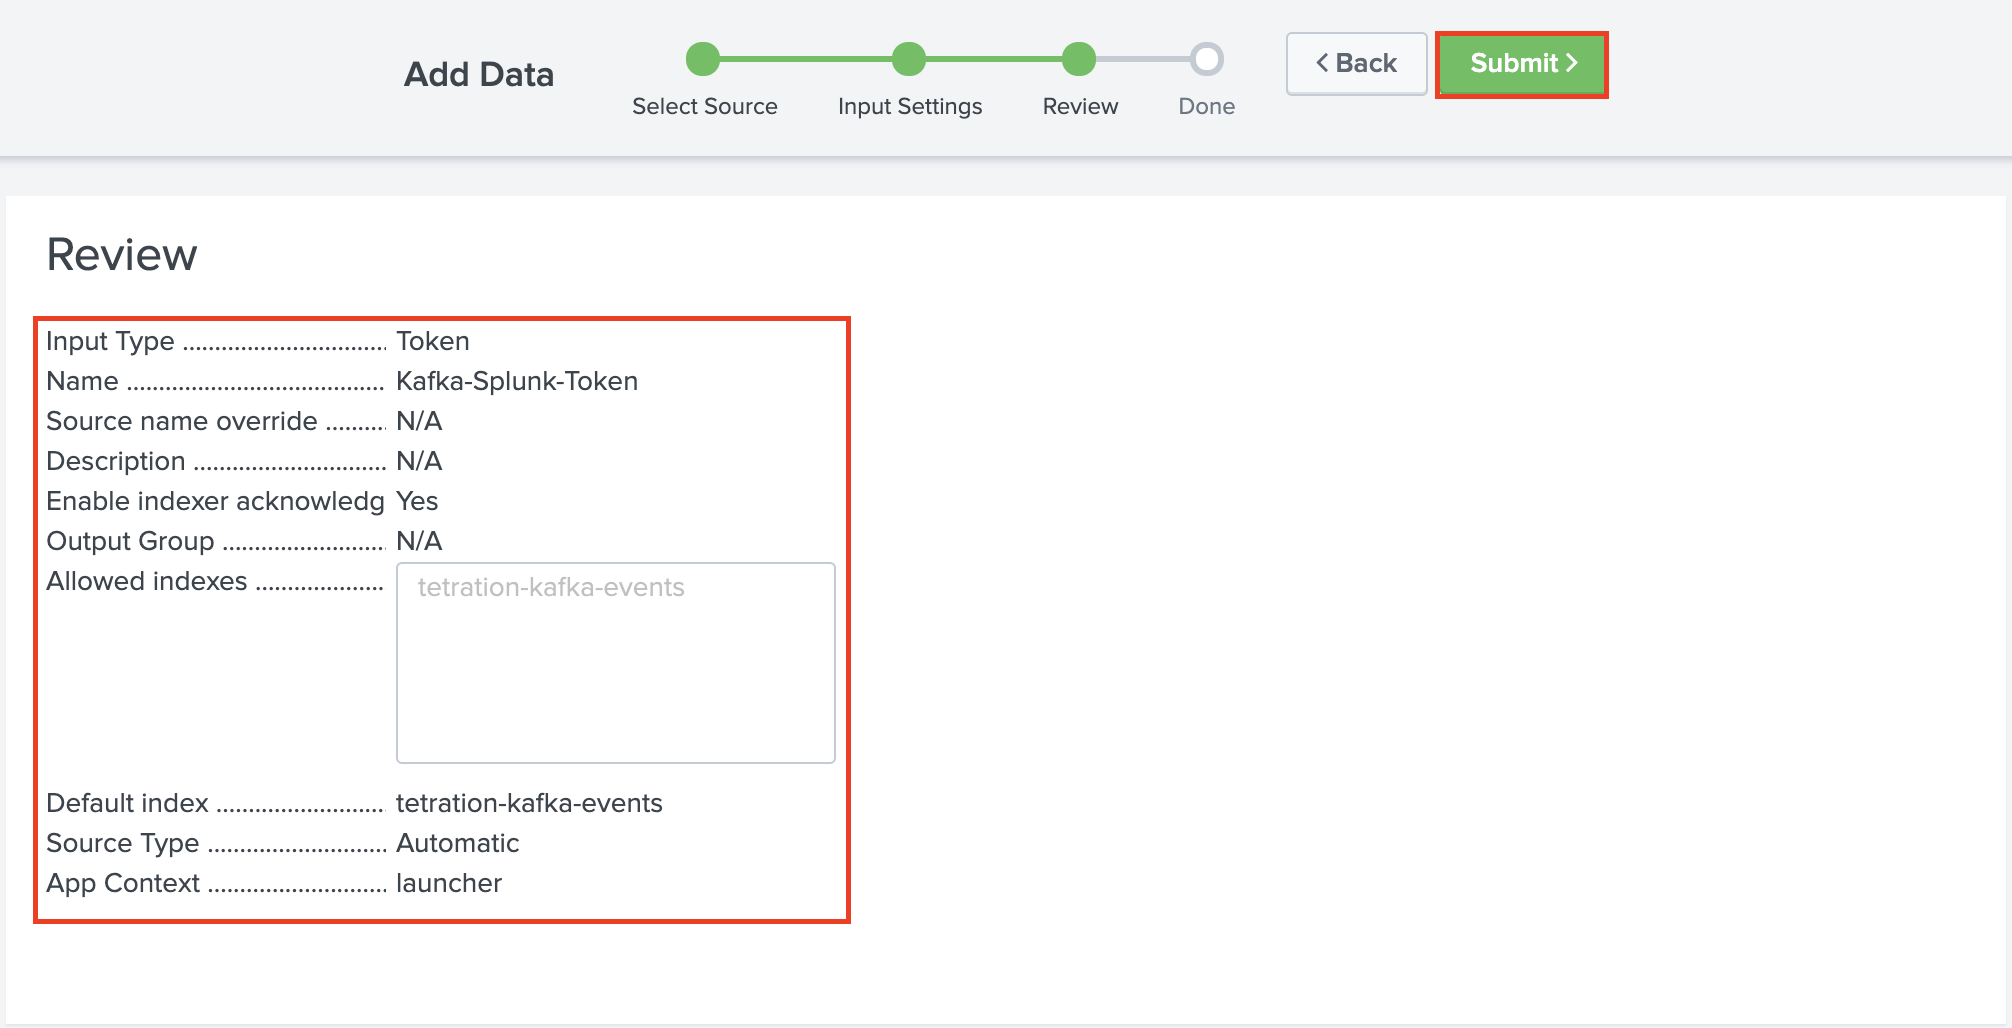 Add Data
Select Source
Input Settings
Review
Done
< Back
Submit >
Review
Input Type ................................ Token
Name ........................................ Kafka-Splunk-Token
Source name override .......... N/A
Description .............................. N/A
Enable indexer acknowledg Yes
Output Group ......................... N/A
Allowed indexes .................... tetration-kafka-events
Default index .......................... tetration-kafka-events
Source Type ............................ Automatic
App Context ............................ launcher